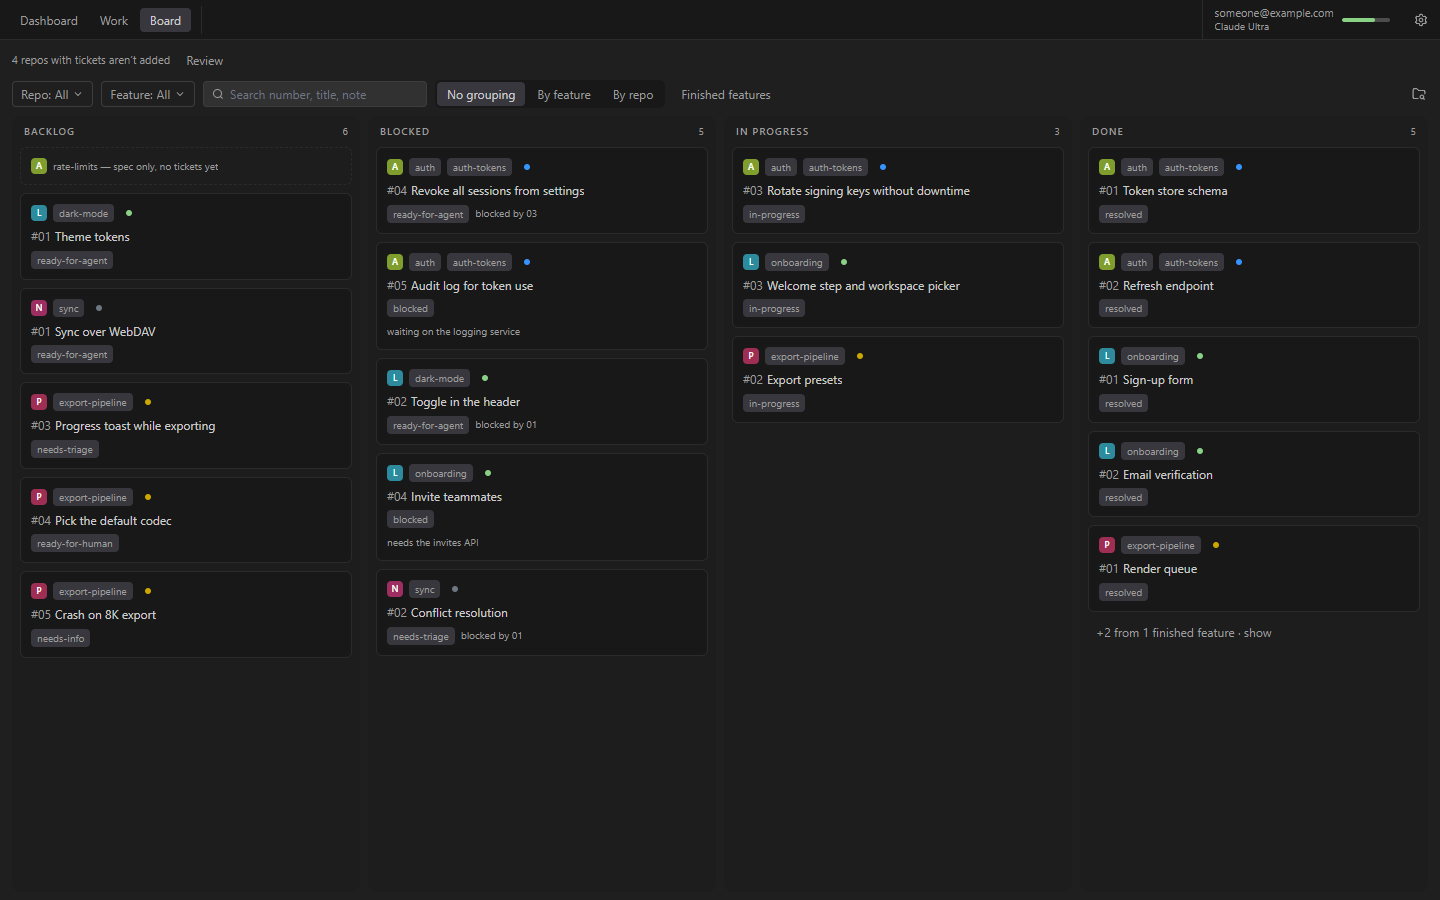 Dashboard Work Board
someone@example.com
Claude Ultra
4 repos with tickets aren't added Review
Repo: All Feature: All Search number, title, note No grouping By feature By repo Finished features
BACKLOG 6
A rate-limits — spec only, no tickets yet
L dark-mode
#01 Theme tokens
ready-for-agent
N sync
#01 Sync over WebDAV
ready-for-agent
P export-pipeline
#03 Progress toast while exporting
needs-triage
P export-pipeline
#04 Pick the default codec
ready-for-human
P export-pipeline
#05 Crash on 8K export
needs-info
BLOCKED 5
A auth auth-tokens
#04 Revoke all sessions from settings
ready-for-agent blocked by 03
A auth auth-tokens
#05 Audit log for token use
blocked
waiting on the logging service
L dark-mode
#02 Toggle in the header
ready-for-agent blocked by 01
L onboarding
#04 Invite teammates
blocked
needs the invites API
N sync
#02 Conflict resolution
needs-triage blocked by 01
IN PROGRESS 3
A auth auth-tokens
#03 Rotate signing keys without downtime
in-progress
L onboarding
#03 Welcome step and workspace picker
in-progress
P export-pipeline
#02 Export presets
in-progress
DONE 5
A auth auth-tokens
#01 Token store schema
resolved
A auth auth-tokens
#02 Refresh endpoint
resolved
L onboarding
#01 Sign-up form
resolved
L onboarding
#02 Email verification
resolved
P export-pipeline
#01 Render queue
resolved
+2 from 1 finished feature · show